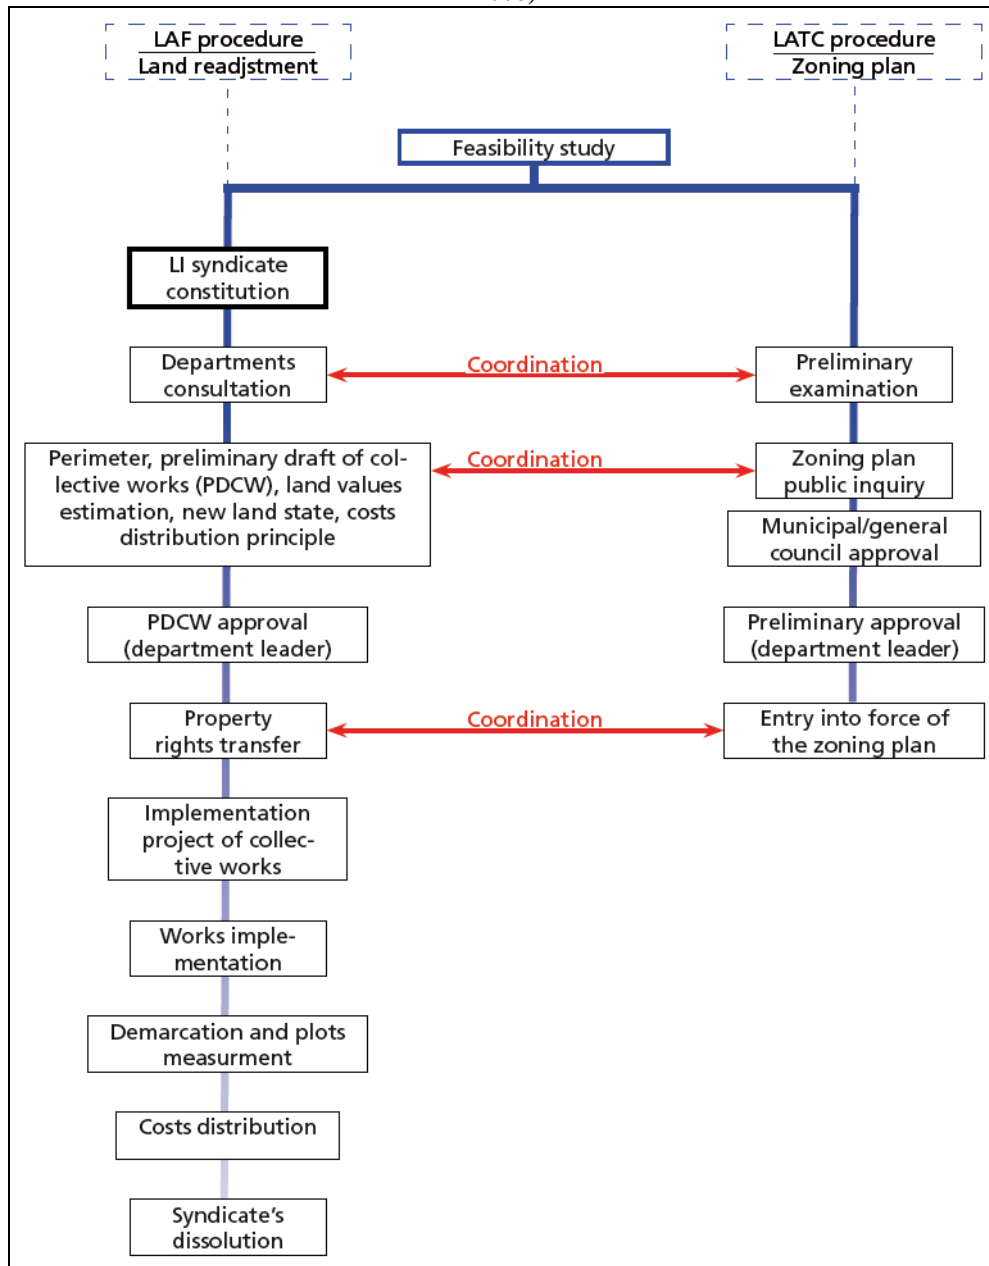 LAF procedure
Land readjstment
LATC procedure
Zoning plan
Feasibility study
LI syndicate
constitution
Departments
consultation
Coordination
Preliminary
examination
Perimeter, preliminary draft of col-
lective works (PDCW), land values
estimation, new land state, costs
distribution principle
Coordination
Zoning plan
public inquiry
Municipal/general
council approval
PDCW approval
(department leader)
Preliminary approval
(department leader)
Property
rights transfer
Coordination
Entry into force of
the zoning plan
Implementation
project of collec-
tive works
Works imple-
mentation
Demarcation and plots
measurment
Costs distribution
Syndicate's
dissolution